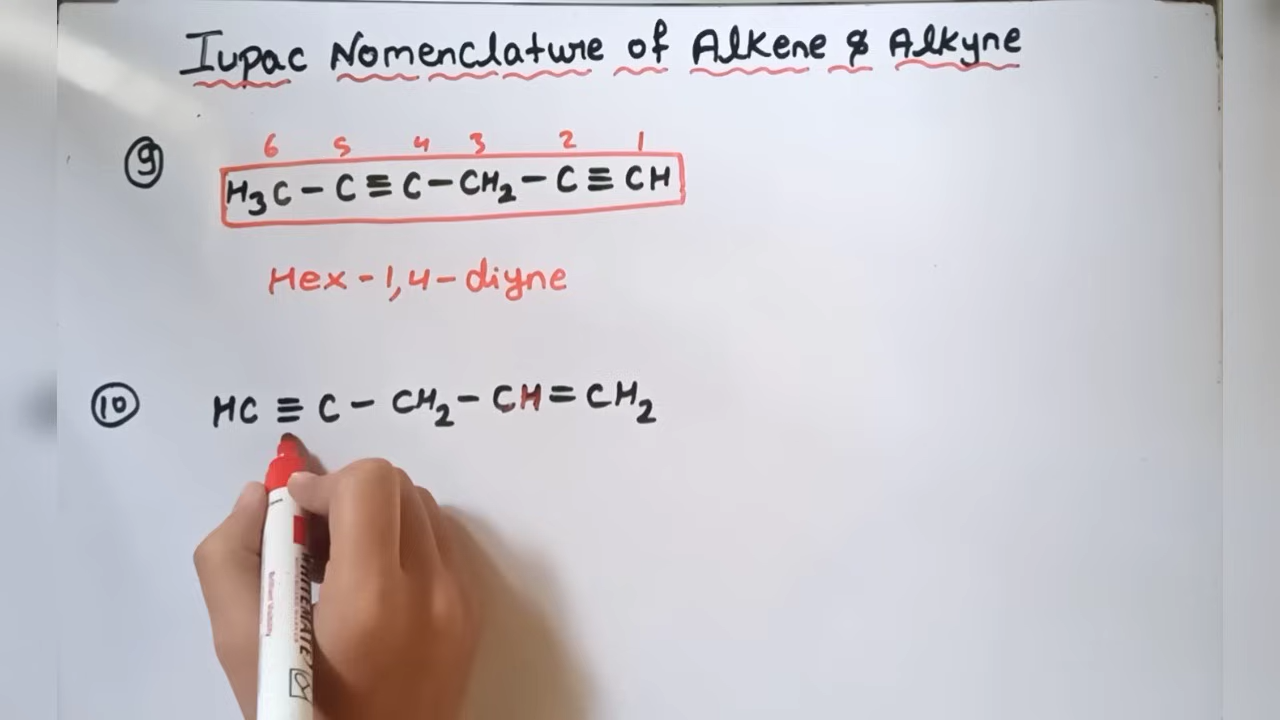 Iupac Nomenclature of Alkene & Alkyne
6 5 4 3 2 1
9 H₃C - C ≡ C - CH₂ - C ≡ CH
Hex - 1,4 - diyne
10 HC ≡ C - CH₂ - CH = CH₂
WHITEMATE